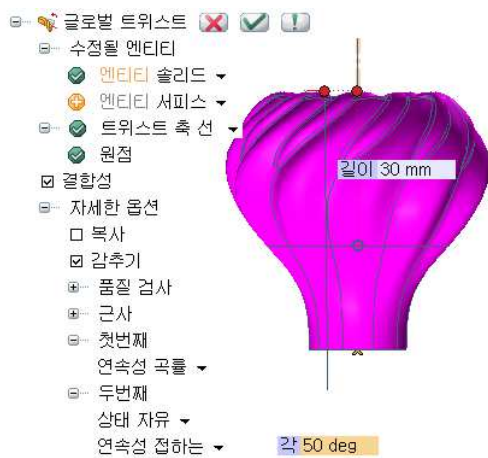 글로벌 트위스트
수정될 엔티티
엔티티 솔리드
엔티티 서피스
트위스트 축 선
원점
결합성
자세한 옵션
복사
감추기
품질 검사
근사
첫번째
연속성 곡률
두번째
상태 자유
연속성 접하는
길이 30 mm
각 50 deg